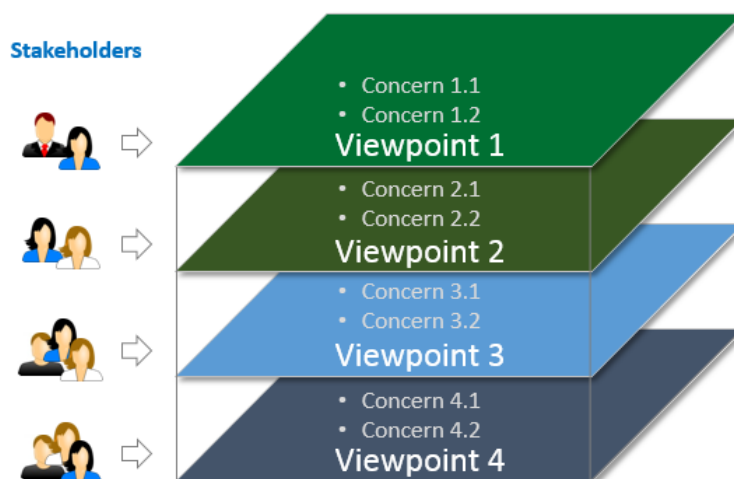 Stakeholders
• Concern 1.1
• Concern 1.2
Viewpoint 1
• Concern 2.1
• Concern 2.2
Viewpoint 2
• Concern 3.1
• Concern 3.2
Viewpoint 3
• Concern 4.1
• Concern 4.2
Viewpoint 4